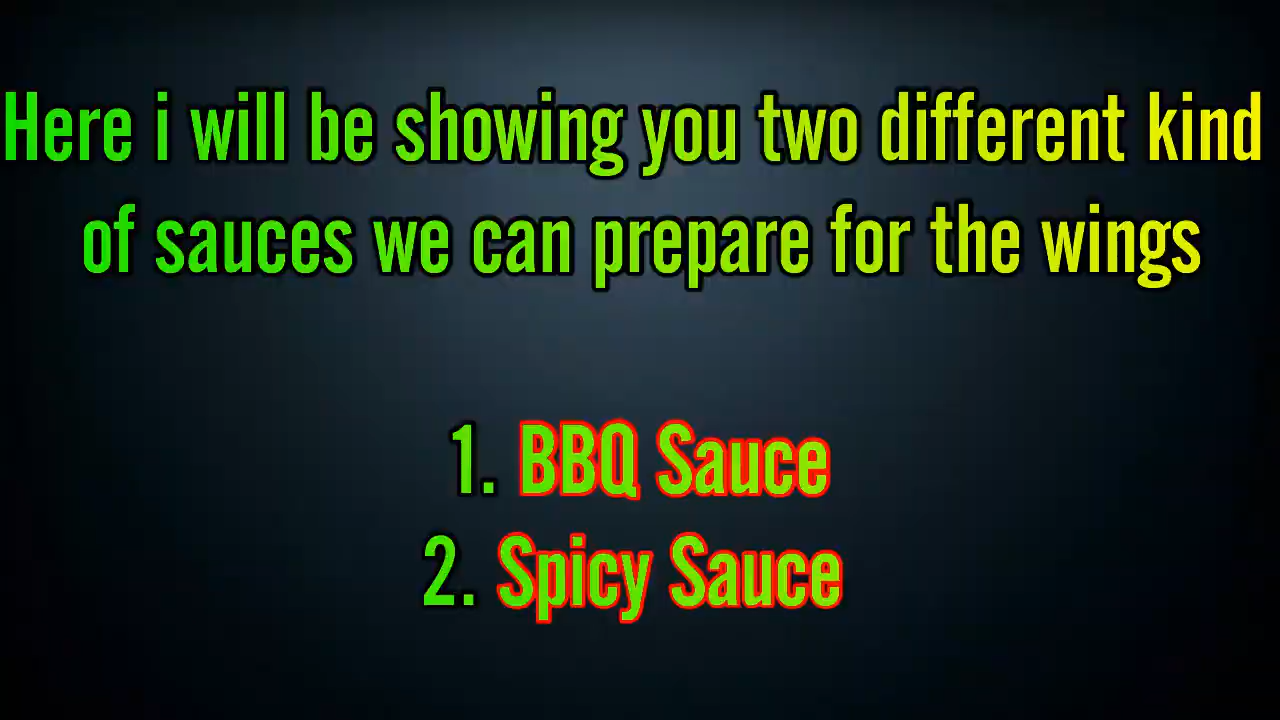 Here i will be showing you two different kind
of sauces we can prepare for the wings
1. BBQ Sauce
2. Spicy Sauce